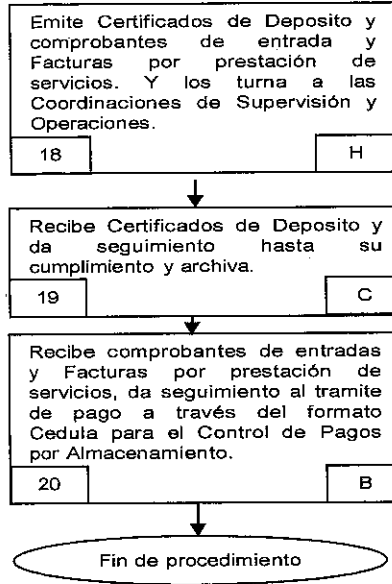 Emite Certificados de Deposito y
comprobantes de entrada y
Facturas por prestación de
servicios. Y los turna a las
Coordinaciones de Supervisión y
Operaciones.
18 H
Recibe Certificados de Deposito y
da seguimiento hasta su
cumplimiento y archiva.
19 C
Recibe comprobantes de entradas
y Facturas por prestación de
servicios, da seguimiento al tramite
de pago a través del formato
Cedula para el Control de Pagos
por Almacenamiento.
20 B
Fin de procedimiento